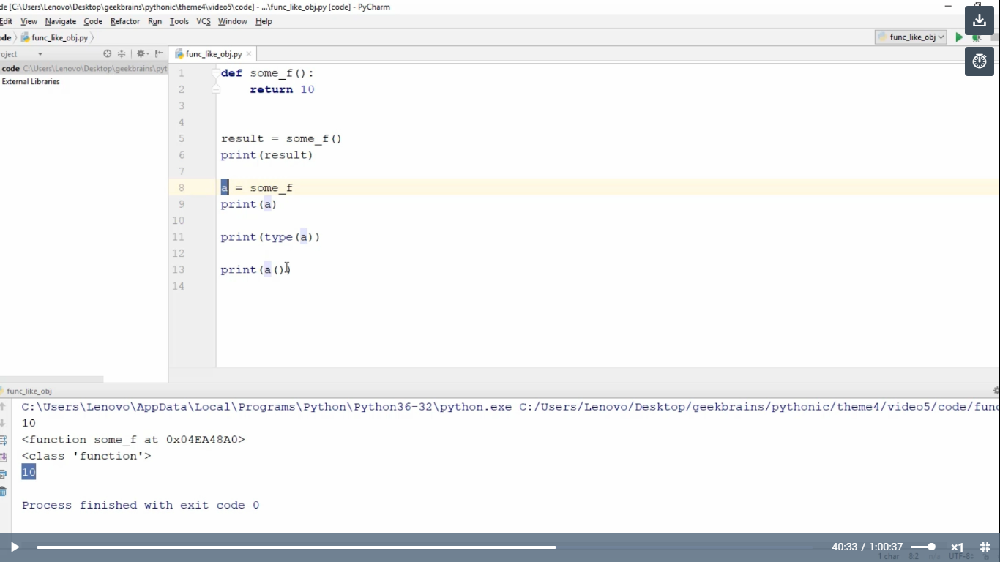 de [C:\Users\Lenovo\Desktop\geekbrains\pythonic\theme4\video5\code] - ...\func_like_obj.py [code] - PyCharm
Edit View Navigate Code Refactor Run Tools VCS Window Help
ode func_like_obj.py
func_like_obj
roject
func_like_obj.py
code C:\Users\Lenovo\Desktop\geekbrains\pyt
External Libraries
1 def some_f():
2 return 10
3
4
5 result = some_f()
6 print(result)
7
8 a = some_f
9 print(a)
10
11 print(type(a))
12
13 print(a())
14
func_like_obj
C:\Users\Lenovo\AppData\Local\Programs\Python\Python36-32\python.exe C:/Users/Lenovo/Desktop/geekbrains/pythonic/theme4/video5/code/func
10
<function some_f at 0x04EA48A0>
<class 'function'>
10
Process finished with exit code 0
40:33 / 1:00:37 ×1
1 char 8:2 n/a UTF-8